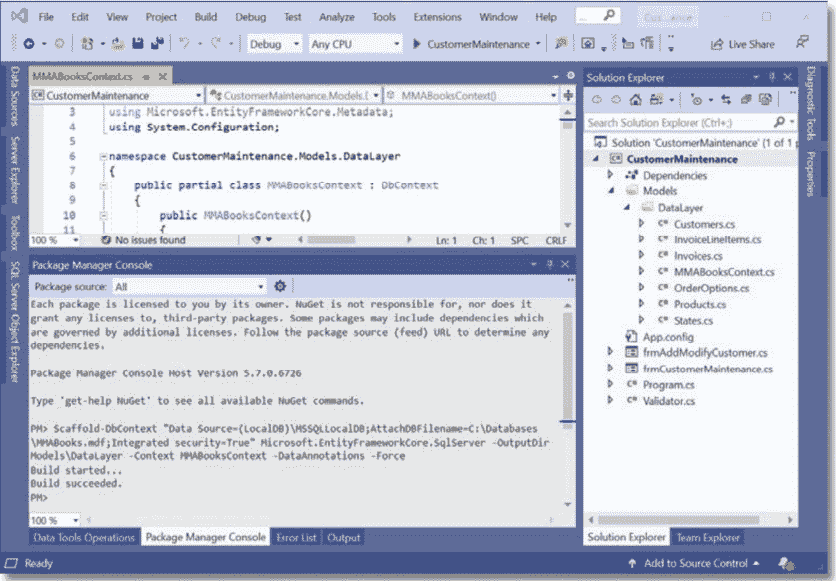 File Edit View Project Build Debug Test Analyze Tools Extensions Window Help
Debug Any CPU CustomerMaintenance Live Share
Data Sources
Server Explorer
Toolbox
SQL Server Object Explorer
MMABooksContext.cs
CustomerMaintenance CustomerMaintenance.Models.D MMABooksContext()
3 using Microsoft.EntityFrameworkCore.Metadata;
4 using System.Configuration;
5
6 namespace CustomerMaintenance.Models.DataLayer
7 {
8 public partial class MMABooksContext : DbContext
9 {
10 public MMABooksContext()
11 {
100 % No issues found Ln: 1 Ch: 1 SPC CRLF
Package Manager Console
Package source: All
Each package is licensed to you by its owner. NuGet is not responsible for, nor does it
grant any licenses to, third-party packages. Some packages may include dependencies which
are governed by additional licenses. Follow the package source (feed) URL to determine any
dependencies.
Package Manager Console Host Version 5.7.0.6726
Type 'get-help NuGet' to see all available NuGet commands.
PM> Scaffold-DbContext "Data Source=(LocalDB)\MSSQLLocalDB;AttachDBFilename=C:\Databases
\MMABooks.mdf;Integrated security=True" Microsoft.EntityFrameworkCore.SqlServer -OutputDir
Models\DataLayer -Context MMABooksContext -DataAnnotations -Force
Build started...
Build succeeded.
PM>
100 %
Data Tools Operations Package Manager Console Error List Output
Solution Explorer
Search Solution Explorer (Ctrl+;)
Solution 'CustomerMaintenance' (1 of 1 p
CustomerMaintenance
Dependencies
Models
DataLayer
Customers.cs
InvoiceLineItems.cs
Invoices.cs
MMABooksContext.cs
OrderOptions.cs
Products.cs
States.cs
App.config
frmAddModifyCustomer.cs
frmCustomerMaintenance.cs
Program.cs
Validator.cs
Solution Explorer Team Explorer
Diagnostic Tools
Properties
Ready Add to Source Control